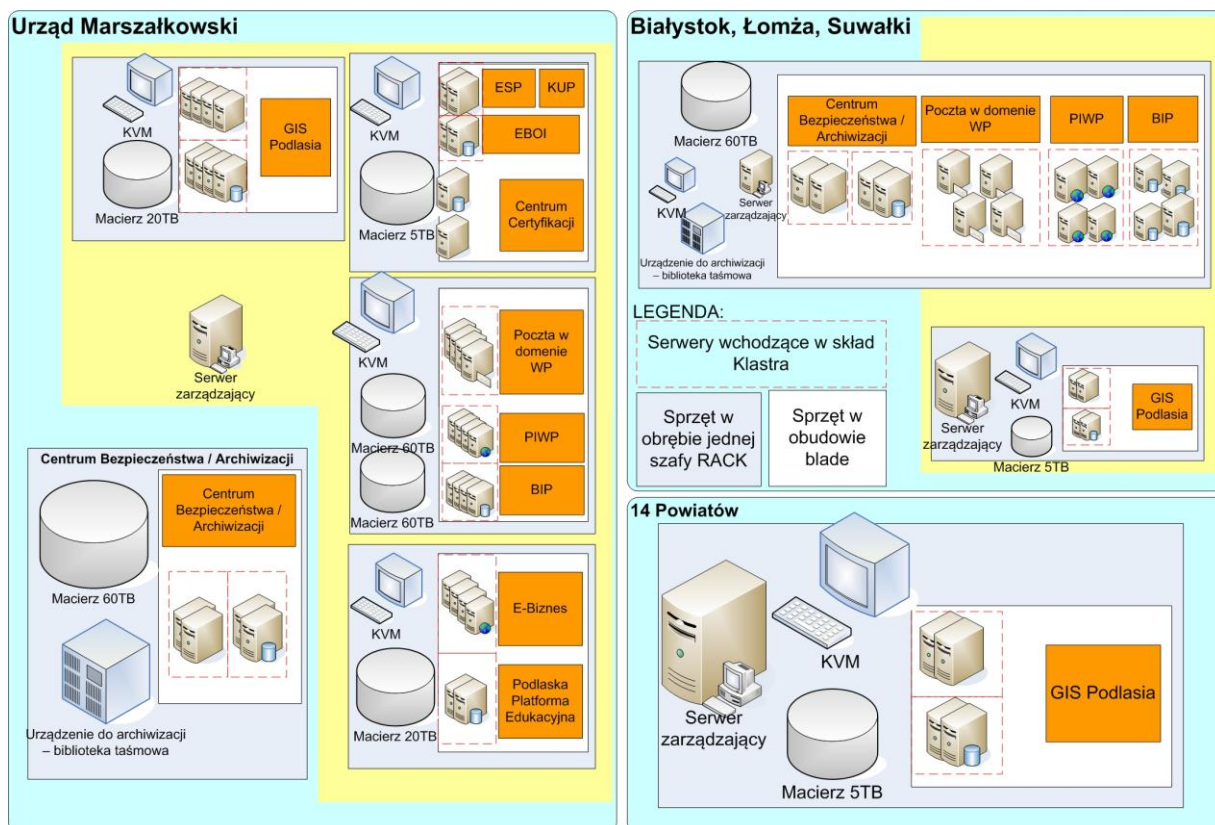 Urząd Marszałkowski
KVM
Macierz 20TB
GIS
Podlasia
KVM
Macierz 5TB
ESP
KUP
EBOI
Centrum
Certyfikacji
Serwer
zarządzający
KVM
Macierz 60TB
Macierz 60TB
Poczta w
domenie
WP
PIWP
BIP
Centrum Bezpieczeństwa / Archiwizacji
Macierz 60TB
Centrum
Bezpieczeństwa /
Archiwizacji
Urządzenie do archiwizacji
– biblioteka taśmowa
KVM
Macierz 20TB
E-Biznes
Podlaska
Platforma
Edukacyjna
Białystok, Łomża, Suwałki
Macierz 60TB
KVM
Serwer
zarządzający
Urządzenie do archiwizacji
– biblioteka taśmowa
Centrum
Bezpieczeństwa /
Archiwizacji
Poczta w domenie
WP
PIWP
BIP
LEGENDA:
Serwery wchodzące w skład
Klastra
Sprzęt w
obrębie jednej
szafy RACK
Sprzęt w
obudowie
blade
Serwer
zarządzający
KVM
Macierz 5TB
GIS
Podlasia
14 Powiatów
Serwer
zarządzający
KVM
Macierz 5TB
GIS Podlasia